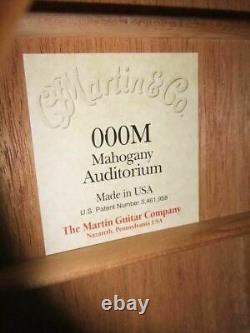 C.F. Martin & Co.
000M
Mahogany
Auditorium
Made in USA
U.S. Patent Number 5,461,958
The Martin Guitar Company
Nazareth, Pennsylvania USA